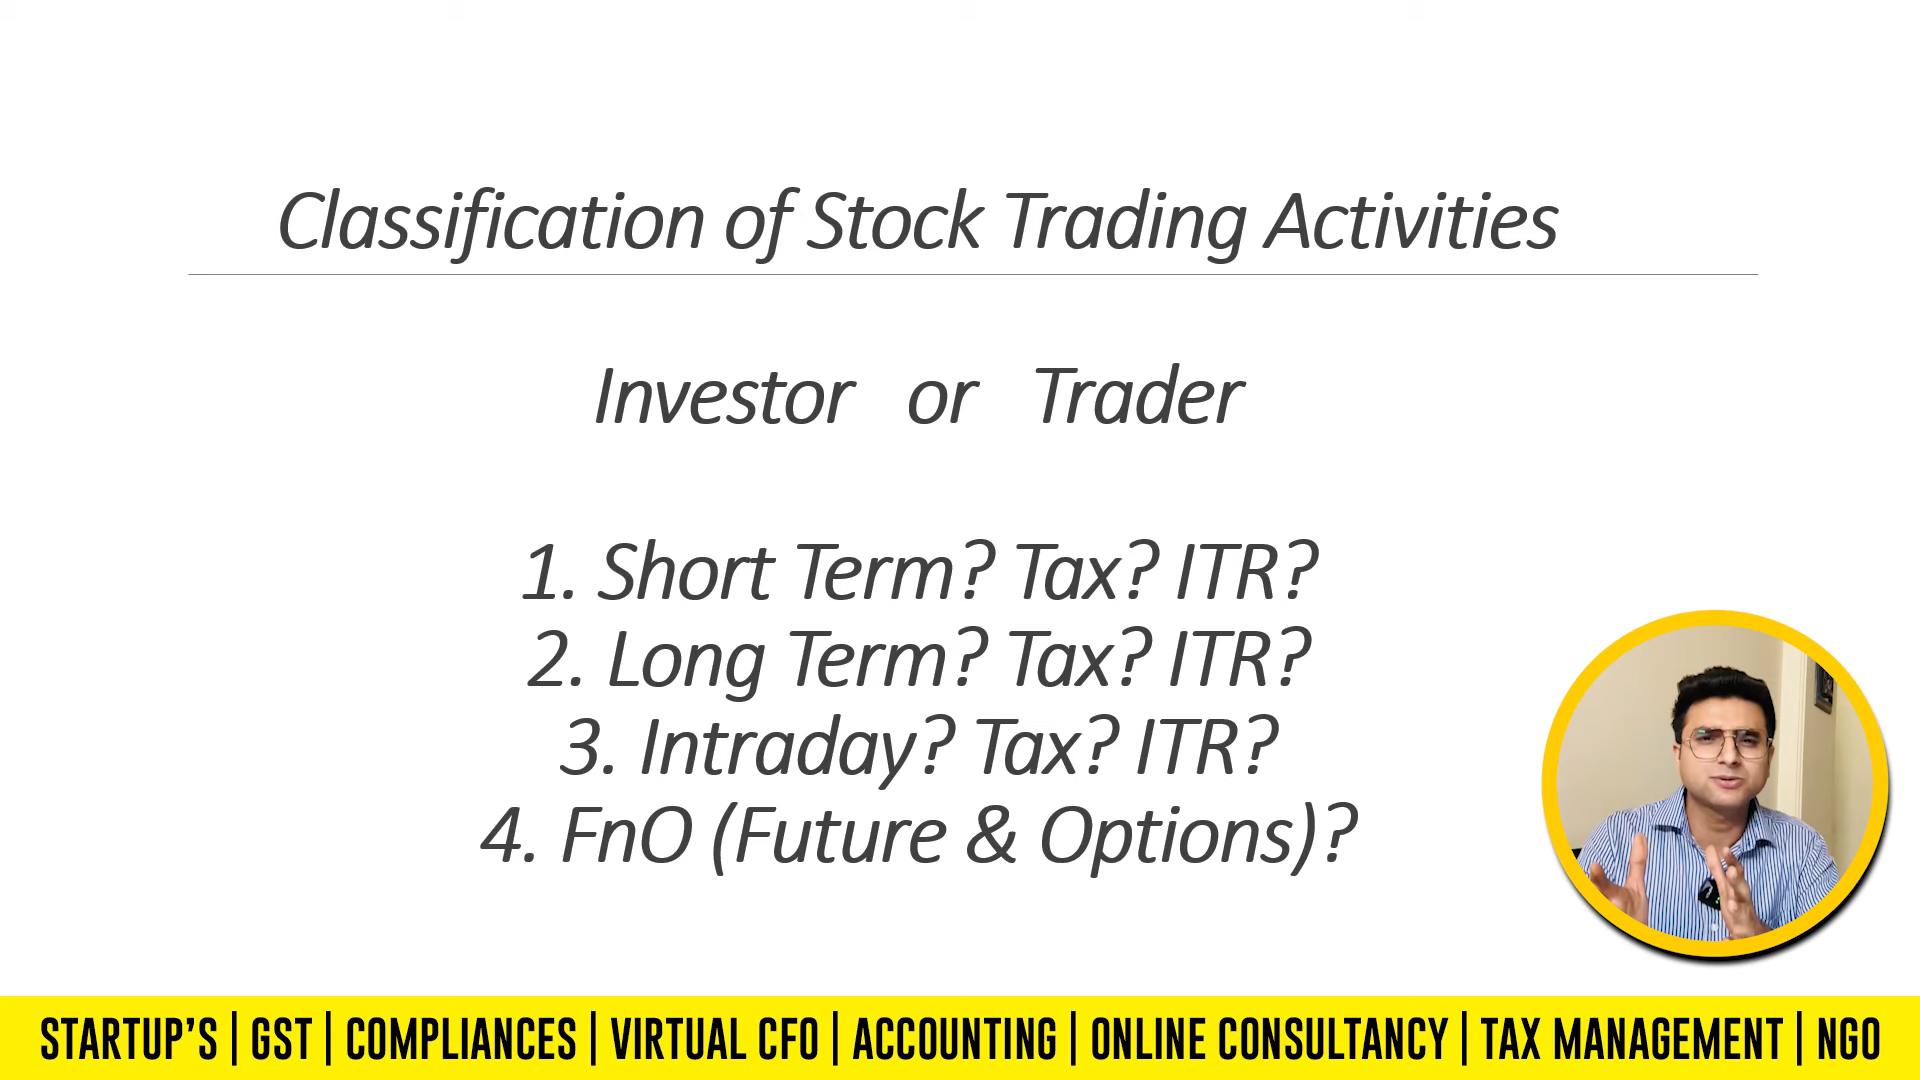 Classification of Stock Trading Activities
Investor or Trader
1. Short Term? Tax? ITR?
2. Long Term? Tax? ITR?
3. Intraday? Tax? ITR?
4. FnO (Future & Options)?
STARTUP'S | GST | COMPLIANCES | VIRTUAL CFO | ACCOUNTING | ONLINE CONSULTANCY | TAX MANAGEMENT | NGO